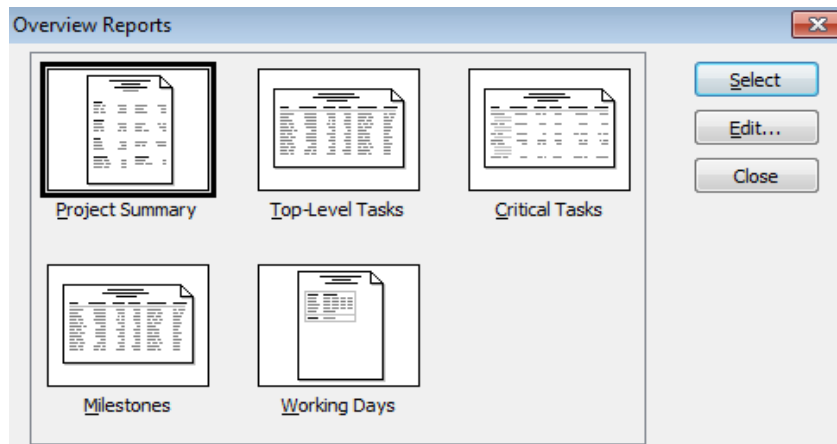 Overview Reports
Select
Edit...
Close
Project Summary
Top-Level Tasks
Critical Tasks
Milestones
Working Days